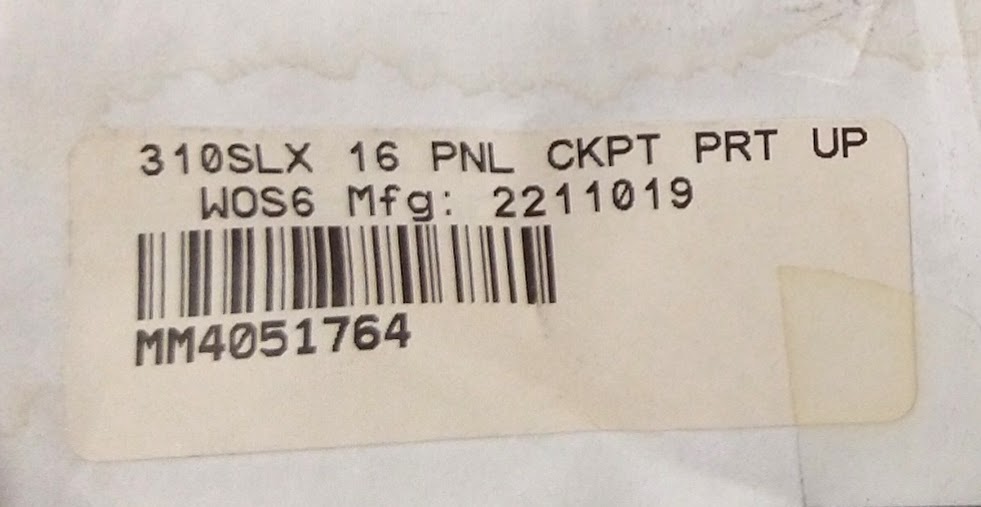 310SLX 16 PNL CKPT PRT UP
WOS6 Mfg: 2211019
MM4051764